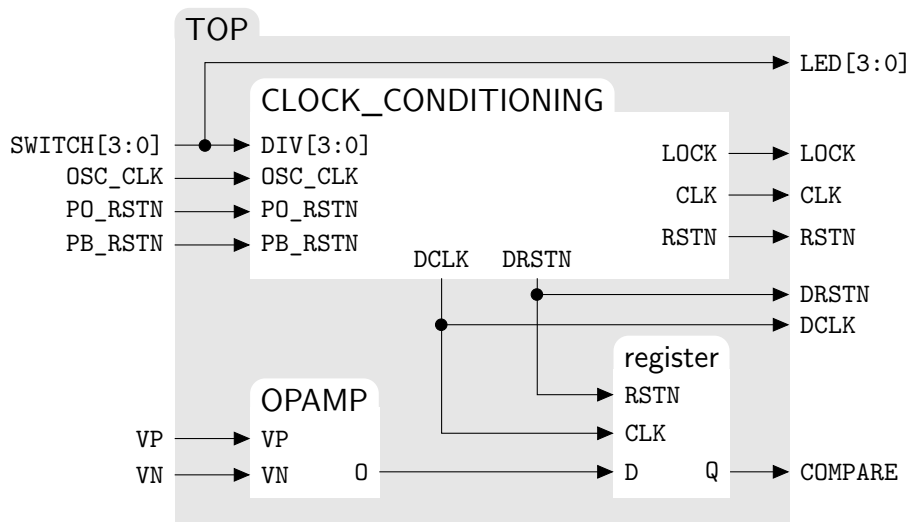 TOP
LED[3:0]
CLOCK_CONDITIONING
SWITCH[3:0] DIV[3:0] LOCK LOCK
OSC_CLK OSC_CLK
CLK CLK
PO_RSTN PO_RSTN
RSTN RSTN
PB_RSTN PB_RSTN
DCLK DRSTN
DRSTN
DCLK
register
OPAMP RSTN
VP VP CLK
VN VN O D Q COMPARE